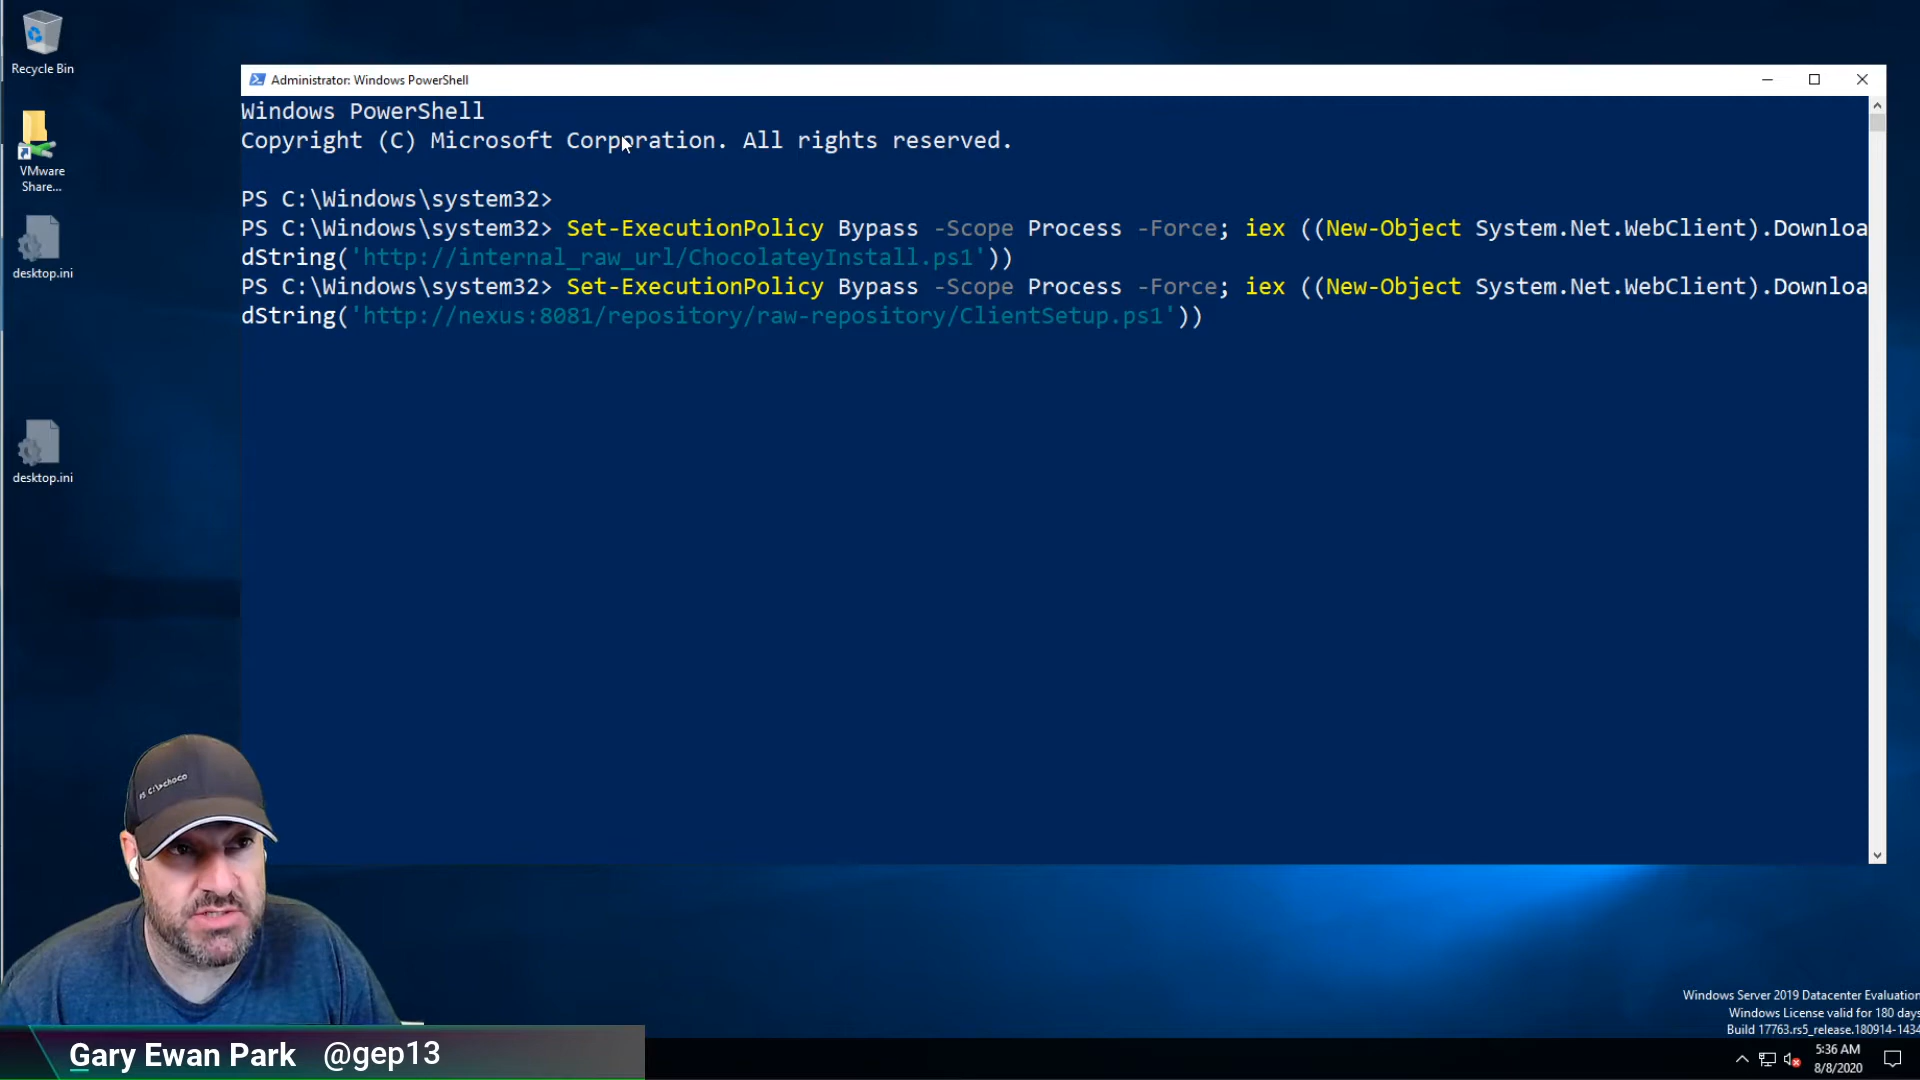 Recycle Bin
VMware
Share...
desktop.ini
desktop.ini
Administrator: Windows PowerShell
Windows PowerShell
Copyright (C) Microsoft Corporation. All rights reserved.
PS C:\Windows\system32>
PS C:\Windows\system32> Set-ExecutionPolicy Bypass -Scope Process -Force; iex ((New-Object System.Net.WebClient).Downloa
dString('http://internal_raw_url/ChocolateyInstall.ps1'))
PS C:\Windows\system32> Set-ExecutionPolicy Bypass -Scope Process -Force; iex ((New-Object System.Net.WebClient).Downloa
dString('http://nexus:8081/repository/raw-repository/ClientSetup.ps1'))
PS C:\>choco
Gary Ewan Park @gep13
Windows Server 2019 Datacenter Evaluation
Windows License valid for 180 days
Build 17763.rs5_release.180914-1434
5:36 AM
8/8/2020